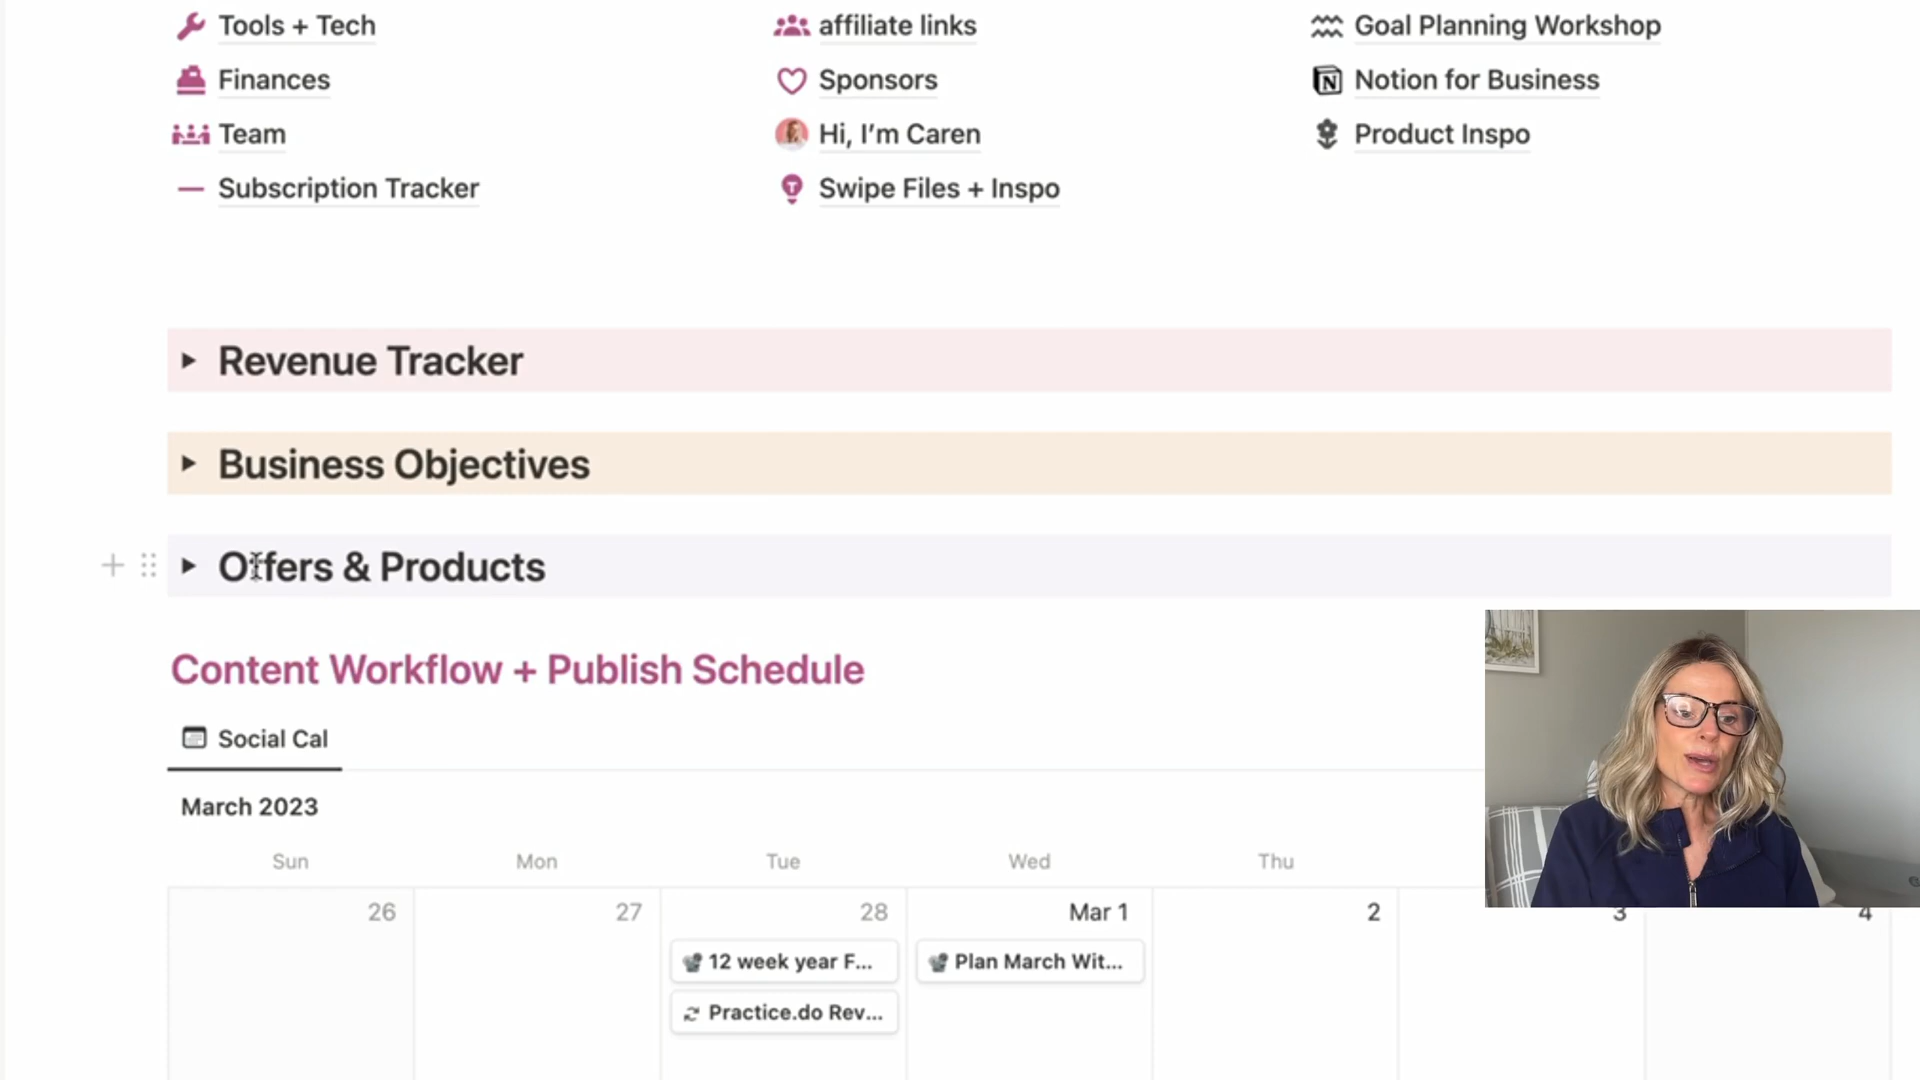 Tools + Tech
affiliate links
Goal Planning Workshop
Finances
Sponsors
Notion for Business
Team
Hi, I’m Caren
Product Inspo
Subscription Tracker
Swipe Files + Inspo
Revenue Tracker
Business Objectives
Offers & Products
Content Workflow + Publish Schedule
Social Cal
March 2023
Sun Mon Tue Wed Thu
26 27 28 Mar 1 2 3 4
12 week year F...
Plan March Wit...
Practice.do Rev...